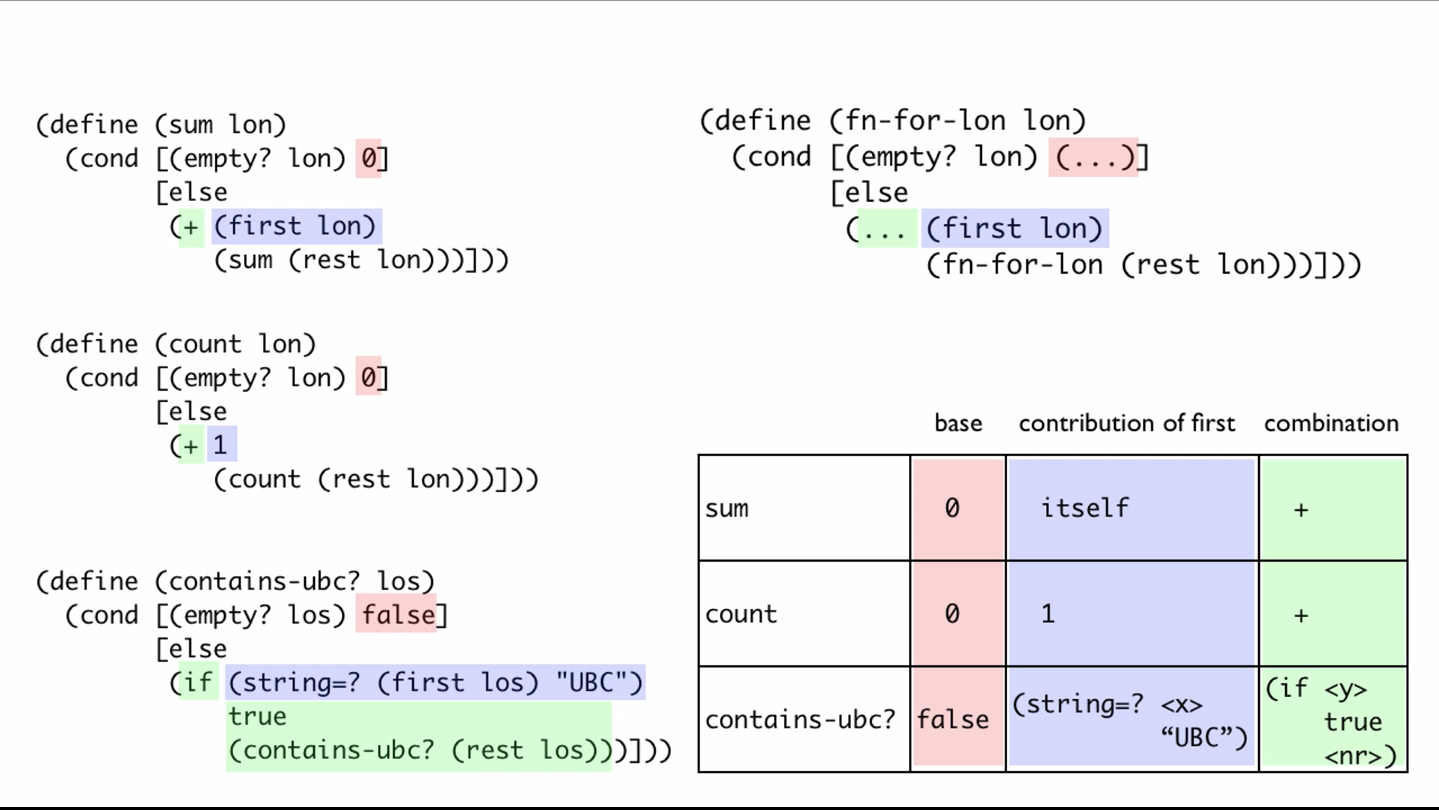 (define (sum lon)
  (cond [(empty? lon) 0]
        [else
         (+ (first lon)
            (sum (rest lon)))]))
(define (count lon)
  (cond [(empty? lon) 0]
        [else
         (+ 1
            (count (rest lon)))]))
(define (contains-ubc? los)
  (cond [(empty? los) false]
        [else
         (if (string=? (first los) "UBC")
             true
             (contains-ubc? (rest los)))]))
(define (fn-for-lon lon)
  (cond [(empty? lon) (...)]
        [else
         (... (first lon)
              (fn-for-lon (rest lon)))]))
base contribution of first combination
sum 0 itself +
count 0 1 +
contains-ubc? false (string=? <x> “UBC”) (if <y> true <nr>)